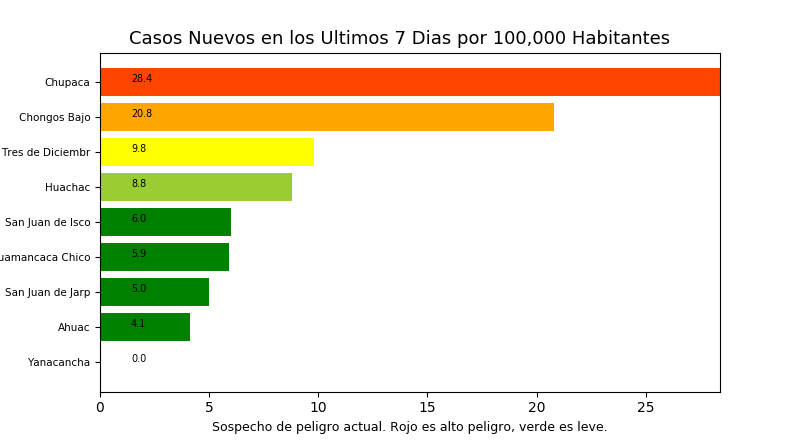 Casos Nuevos en los Ultimos 7 Dias por 100,000 Habitantes
Chupaca 28.4
Chongos Bajo 20.8
Tres de Diciembr 9.8
Huachac 8.8
San Juan de Isco 6.0
uamancaca Chico 5.9
San Juan de Jarp 5.0
Ahuac 4.1
Yanacancha 0.0
0 5 10 15 20 25
Sospecho de peligro actual. Rojo es alto peligro, verde es leve.